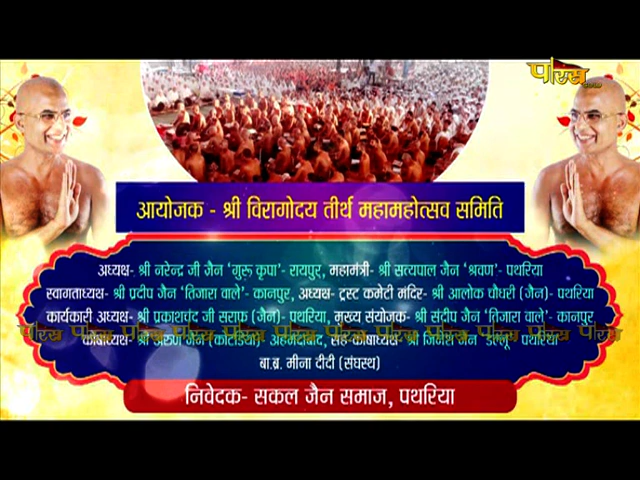 पारस
आयोजक - श्री विरागोदय तीर्थ महामहोत्सव समिति
अध्यक्ष- श्री नरेन्द्र जी जैन ‘गुरू कृपा’- रायपुर, महामंत्री- श्री सत्यपाल जैन ‘श्रवण’- पथरिया
स्वागताध्यक्ष- श्री प्रदीप जैन ‘तिजारा वाले’- कानपुर, अध्यक्ष- ट्रस्ट कमेटी मंदिर- श्री आलोक चौधरी (जैन)- पथरिया
कार्यकारी अध्यक्ष- श्री प्रकाशचंद जी सराफ़ (जैन)- पथरिया, मुख्य संयोजक- श्री संदीप जैन ‘तिजारा वाले’- कानपुर
कोषाध्यक्ष- श्री अरुण जैन (कोटडिया) अहमदाबाद, सह-कोषाध्यक्ष- श्री जिनेश जैन पथरिया
बा.ब्र. मीना दीदी (संघस्थ)
निवेदक- सकल जैन समाज, पथरिया